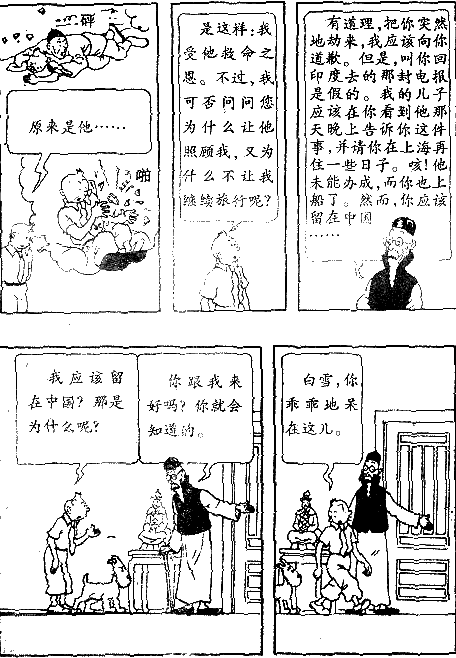 砰
原来是他……
啪
是这样：我
受他救命之
恩。不过，我
可否问问您
为什么让他
照顾我，又为
什么不让我
继续旅行呢？
有道理，把你突然
地劫来，我应该向你
道歉。但是，叫你回
印度去的那封电报
是假的。我的儿子
应该在你看到他那
天晚上告诉你这件
事，并请你在上海再
住一些日子。咳！他
未能办成，而你也上
船了。然而，你应该
留在中国
……
我应该留
在中国？那是
为什么呢？
你跟我来
好吗？你就会
知道的。
白雪，你
乖乖地呆
在这儿。